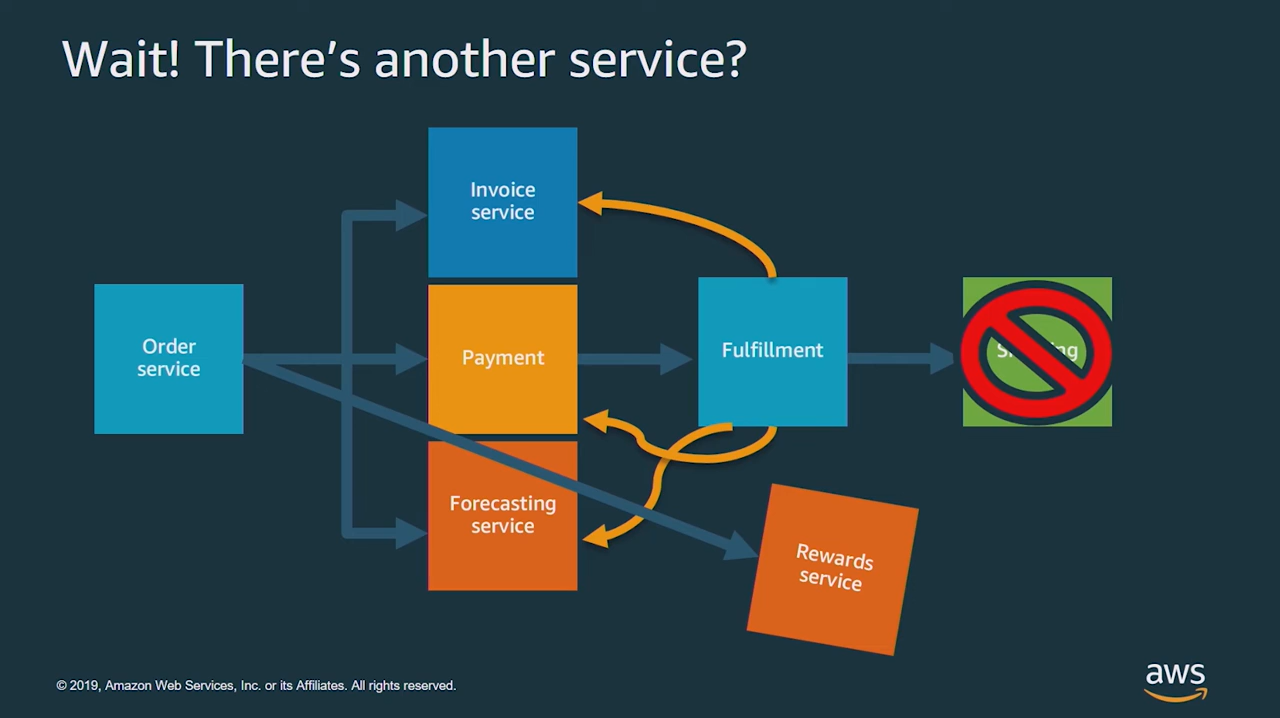 Wait! There's another service?
Invoice
service
Order
service
Payment
Fulfillment
Forecasting
service
Rewards
service
© 2019, Amazon Web Services, Inc. or its Affiliates. All rights reserved.
aws